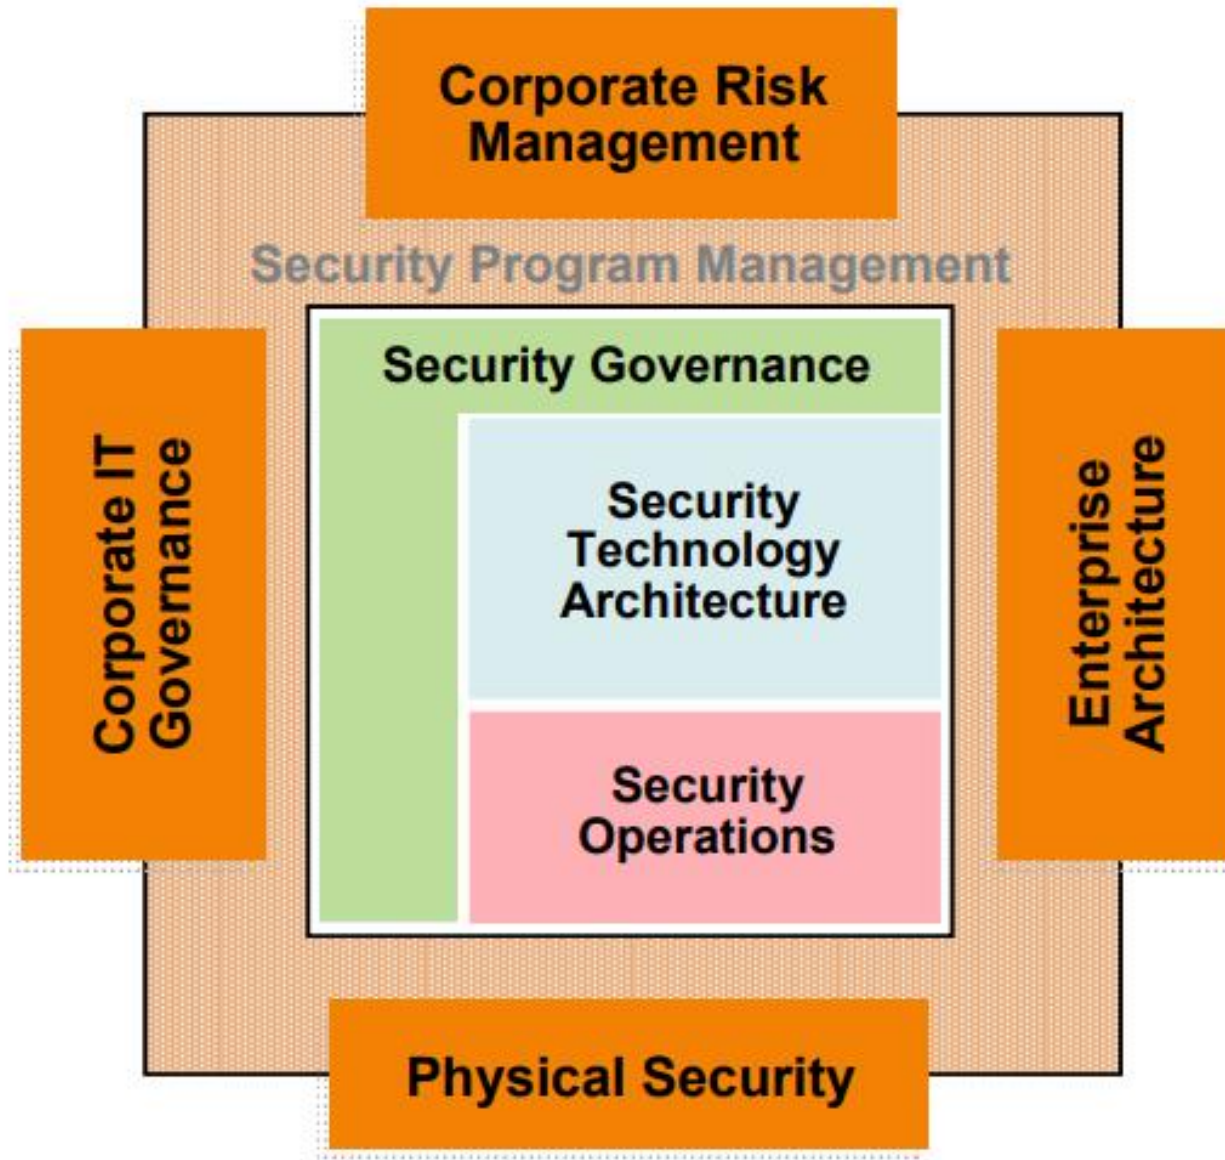 Corporate Risk
Management
Security Program Management
Security Governance
Corporate IT
Governance
Security
Technology
Architecture
Enterprise
Architecture
Security
Operations
Physical Security